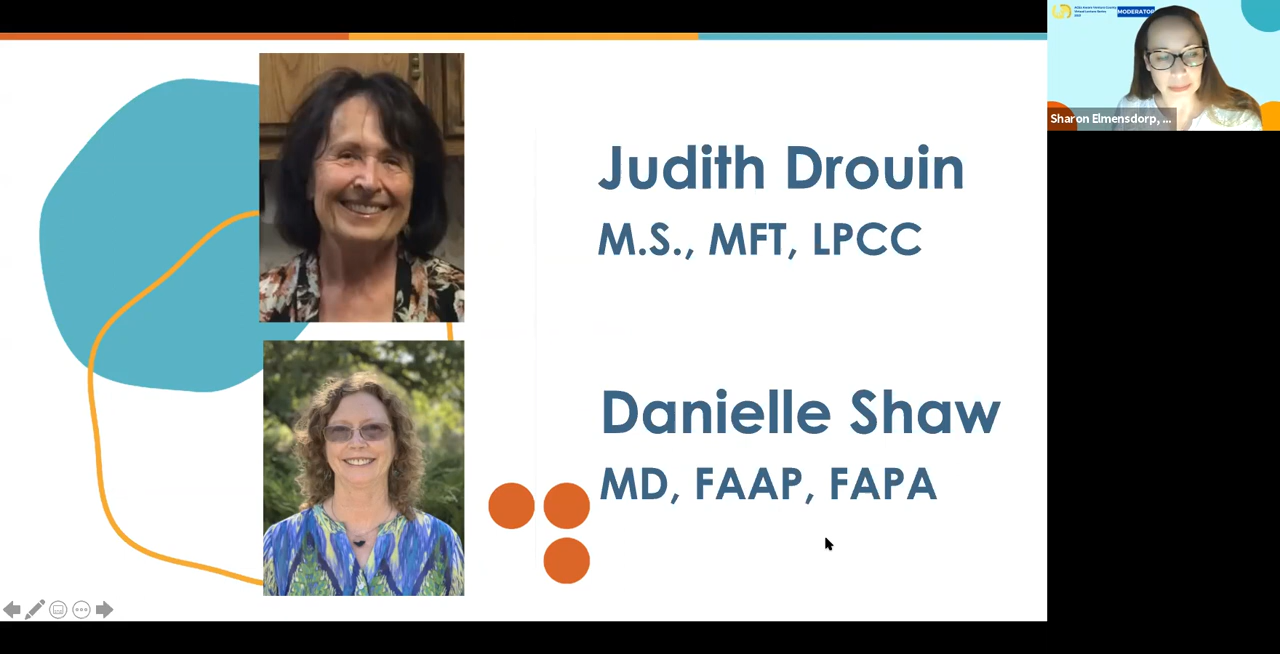 Judith Drouin
M.S., MFT, LPCC
Danielle Shaw
MD, FAAP, FAPA
MODERATOR
Sharon Elmensdorp, ...